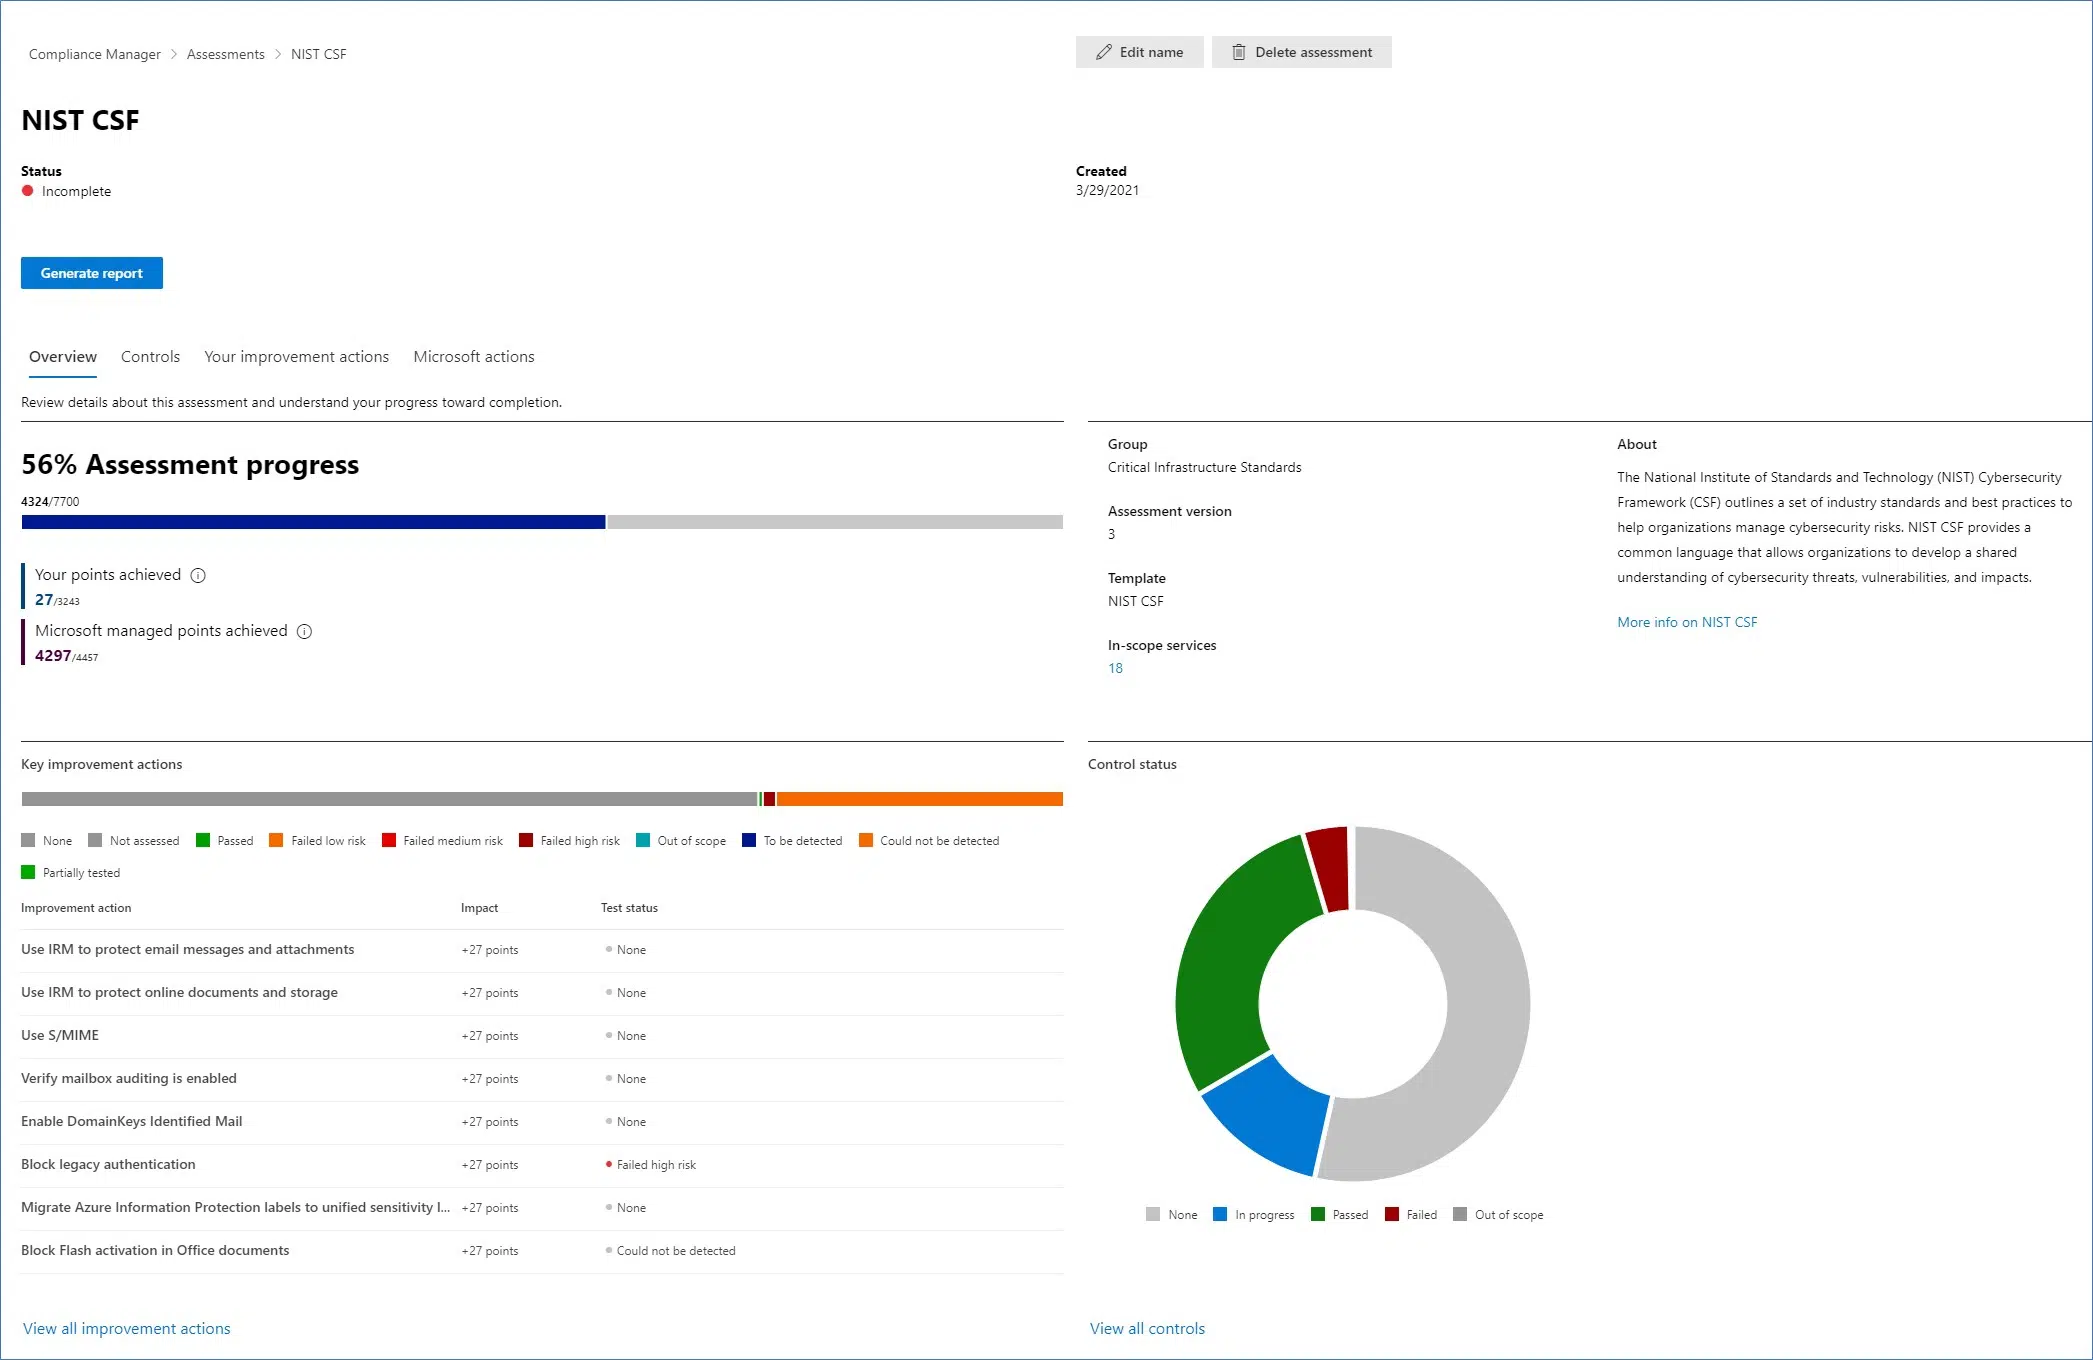 Compliance Manager > Assessments > NIST CSF
Edit name
Delete assessment
NIST CSF
Status
Incomplete
Created
3/29/2021
Generate report
Overview
Controls
Your improvement actions
Microsoft actions
Review details about this assessment and understand your progress toward completion.
56% Assessment progress
4324/7700
Your points achieved
27/3243
Microsoft managed points achieved
4297/4457
Group
Critical Infrastructure Standards
Assessment version
3
Template
NIST CSF
In-scope services
18
About
The National Institute of Standards and Technology (NIST) Cybersecurity
Framework (CSF) outlines a set of industry standards and best practices to
help organizations manage cybersecurity risks. NIST CSF provides a
common language that allows organizations to develop a shared
understanding of cybersecurity threats, vulnerabilities, and impacts.
More info on NIST CSF
Key improvement actions
None Not assessed Passed Failed low risk Failed medium risk Failed high risk Out of scope To be detected Could not be detected
Partially tested
Improvement action Impact Test status
Use IRM to protect email messages and attachments +27 points None
Use IRM to protect online documents and storage +27 points None
Use S/MIME +27 points None
Verify mailbox auditing is enabled +27 points None
Enable DomainKeys Identified Mail +27 points None
Block legacy authentication +27 points Failed high risk
Migrate Azure Information Protection labels to unified sensitivity l... +27 points None
Block Flash activation in Office documents +27 points Could not be detected
View all improvement actions
Control status
None In progress Passed Failed Out of scope
View all controls